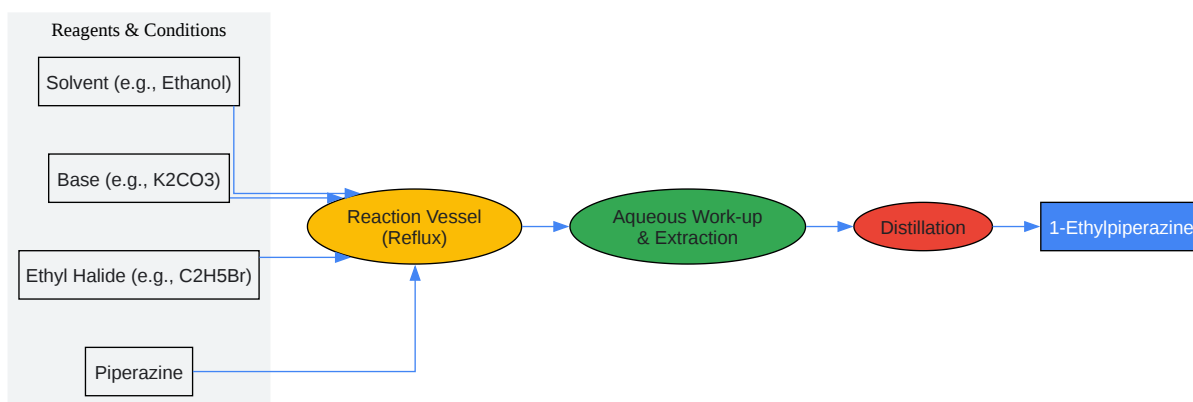 Reagents & Conditions
Solvent (e.g., Ethanol)
Base (e.g., K2CO3)
Ethyl Halide (e.g., C2H5Br)
Piperazine
Reaction Vessel
(Reflux)
Aqueous Work-up
& Extraction
Distillation
1-Ethylpiperazine